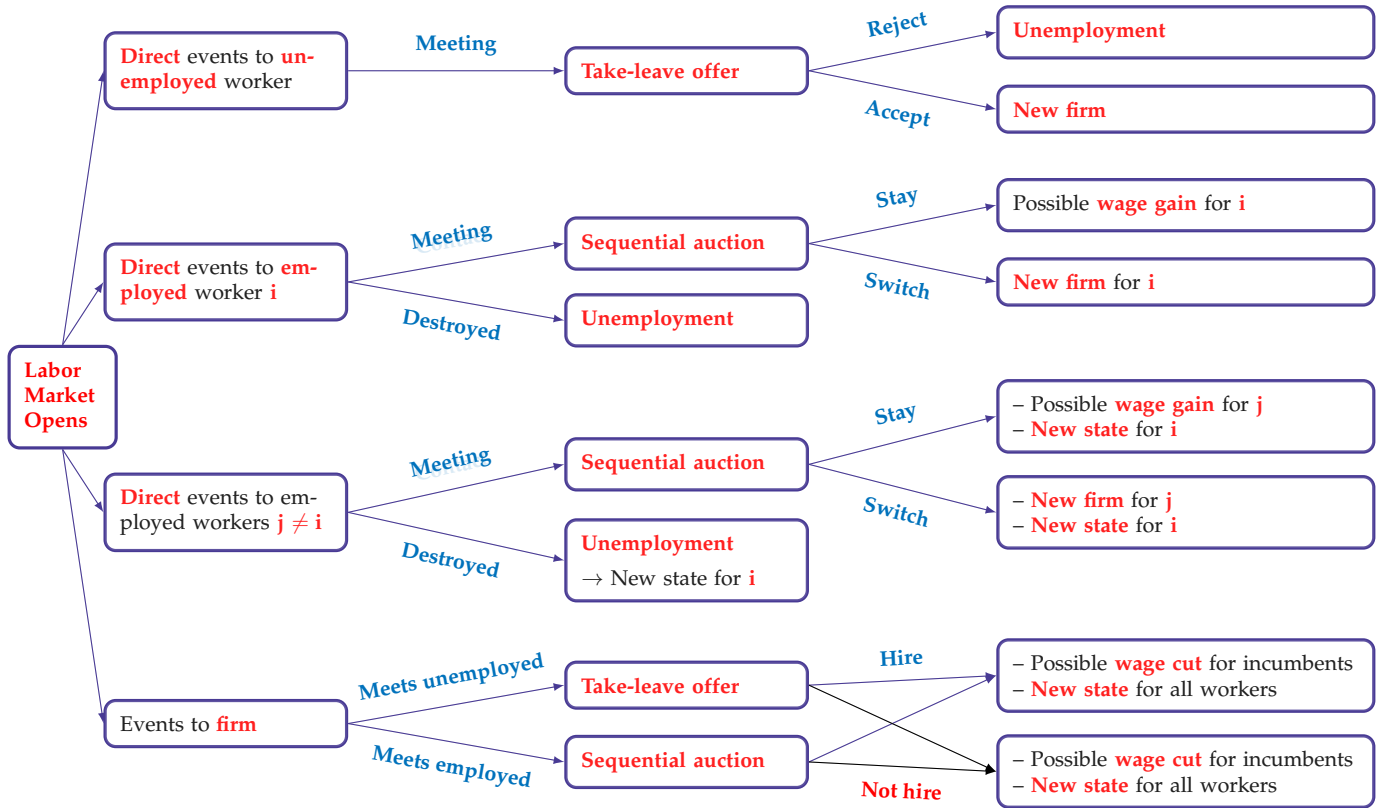 Labor
Market
Opens
Direct events to un-
employed worker
Meeting
Take-leave offer
Reject
Unemployment
Accept
New firm
Direct events to em-
ployed worker i
Meeting
Sequential auction
Stay
Possible wage gain for i
Switch
New firm for i
Destroyed
Unemployment
Direct events to em-
ployed workers j ≠ i
Meeting
Sequential auction
Stay
– Possible wage gain for j
– New state for i
Switch
– New firm for j
– New state for i
Destroyed
Unemployment
→ New state for i
Events to firm
Meets unemployed
Take-leave offer
Hire
– Possible wage cut for incumbents
– New state for all workers
Meets employed
Sequential auction
Not hire
– Possible wage cut for incumbents
– New state for all workers